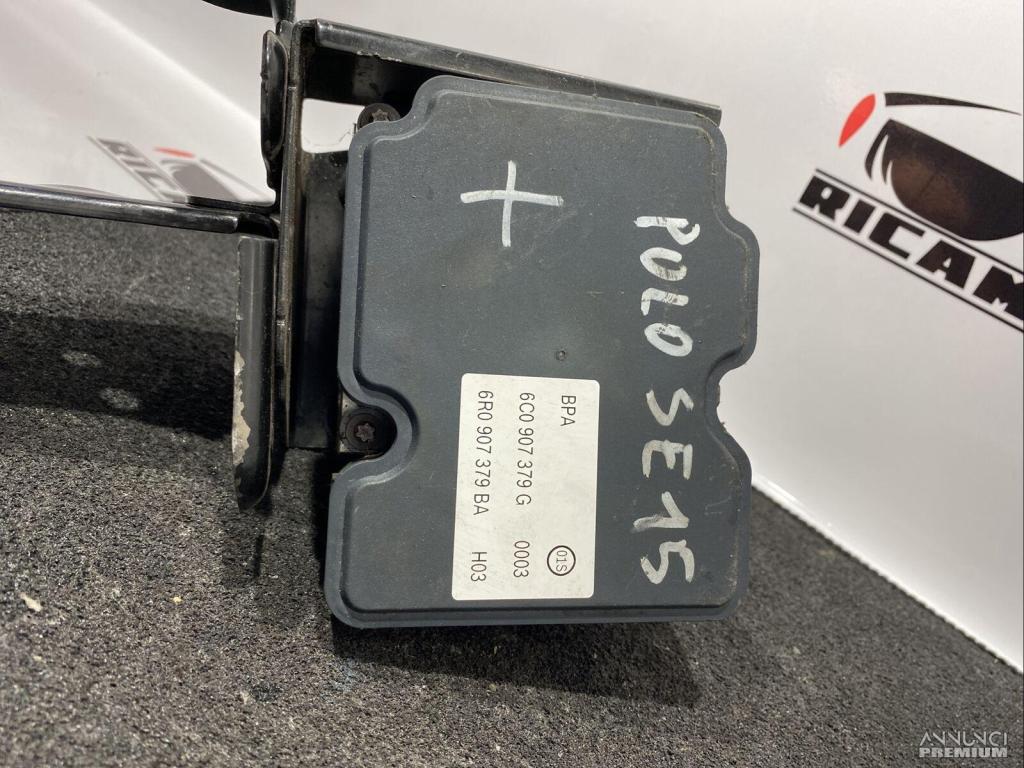 POLO SE15
BPA 01S
6C0 907 379 G 0003
6R0 907 379 BA H03
RICAM
ANNUNCI
PREMIUM